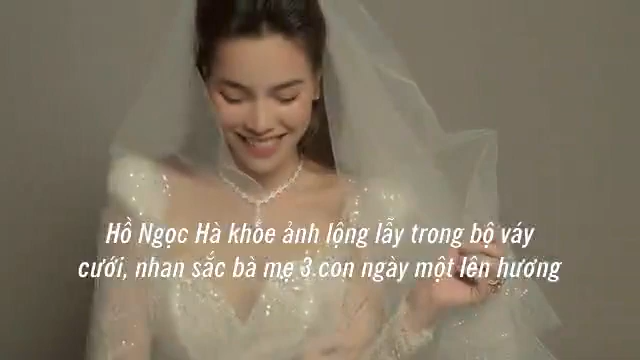 Hồ Ngọc Hà khoe ảnh lộng lẫy trong bộ váy
cưới, nhan sắc bà mẹ 3 con ngày một lên hương